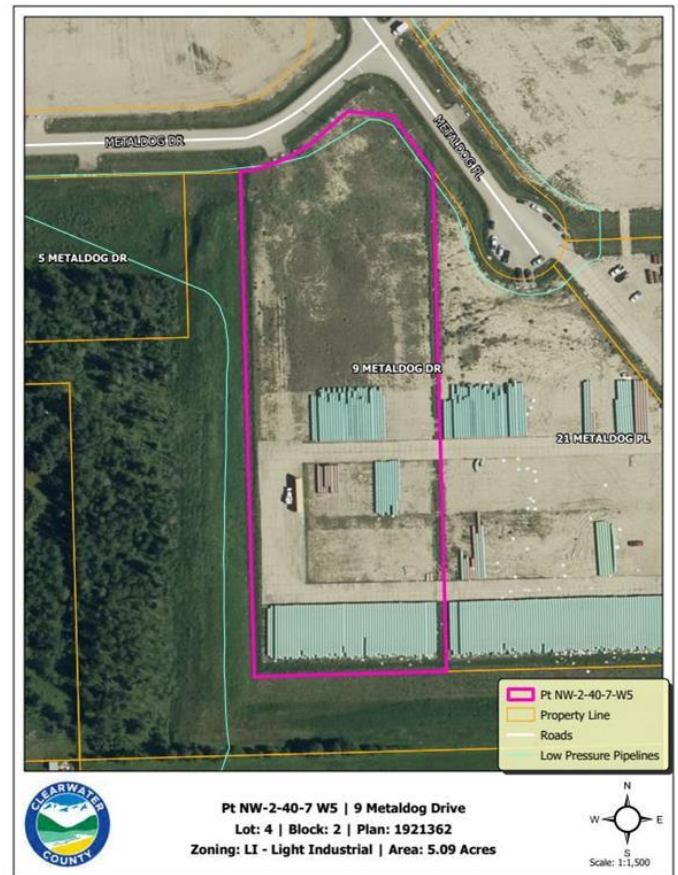 METALDOG DR
METALDOG PL
5 METALDOG DR
9 METALDOG DR
21 METALDOG PL
Pt NW-2-40-7-W5
Property Line
Roads
Low Pressure Pipelines
CLEARWATER
COUNTY
Pt NW-2-40-7 W5 | 9 Metaldog Drive
Lot: 4 | Block: 2 | Plan: 1921362
Zoning: LI - Light Industrial | Area: 5.09 Acres
N
W E
S
Scale: 1:1,500